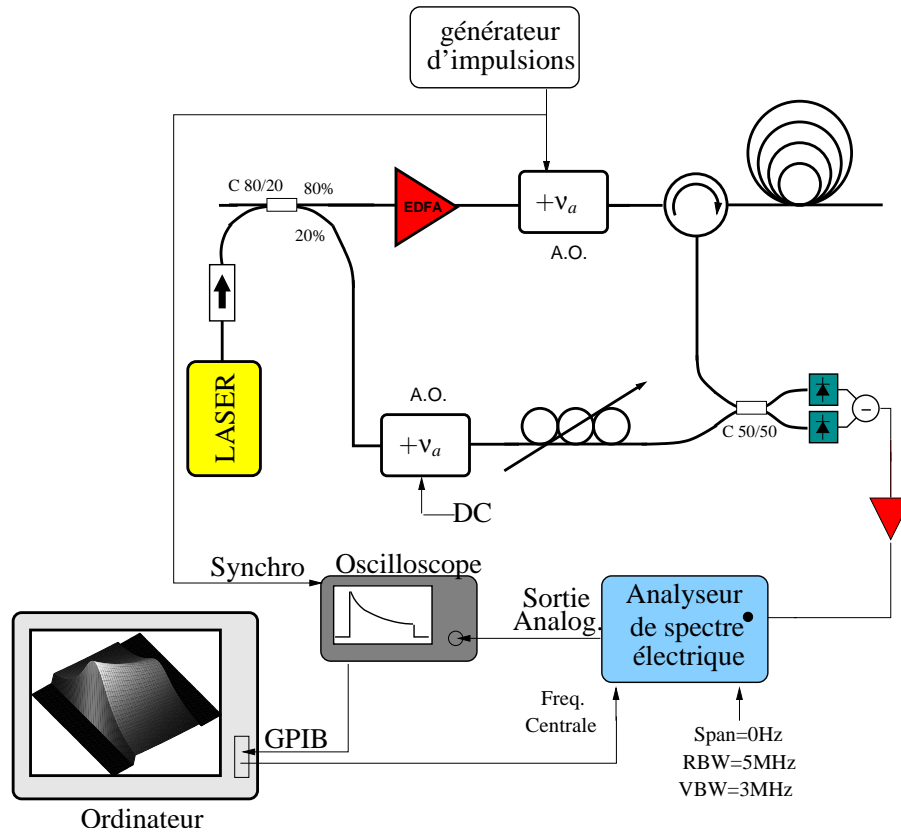 générateur
d'impulsions
C 80/20
80%
20%
EDFA
+νa
A.O.
LASER
A.O.
+νa
DC
C 50/50
−
Synchro
Oscilloscope
Sortie
Analog.
Analyseur
de spectre
électrique
Freq.
Centrale
GPIB
Span=0Hz
RBW=5MHz
VBW=3MHz
Ordinateur